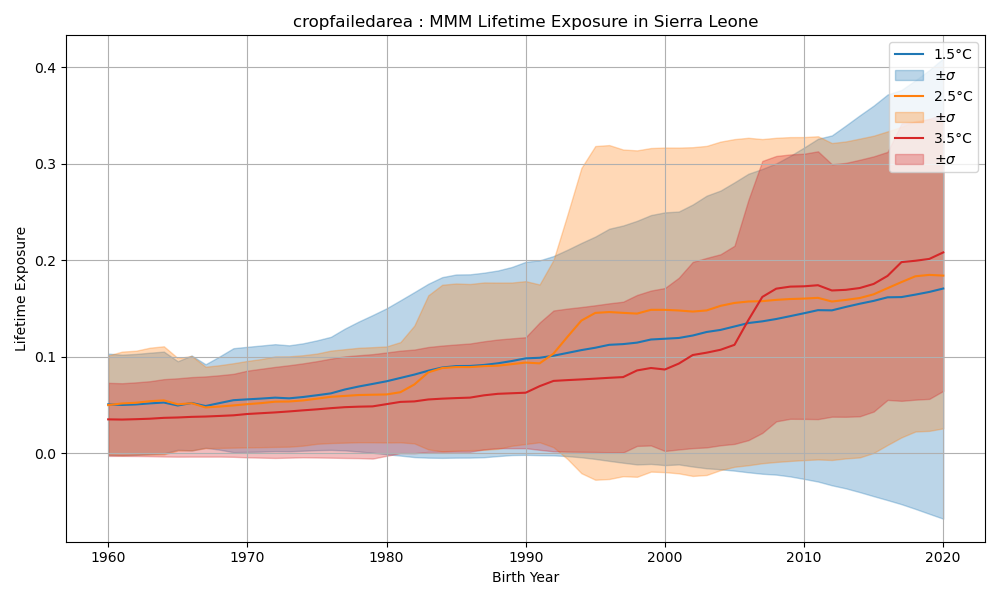 cropfailedarea : MMM Lifetime Exposure in Sierra Leone
1.5°C
±σ
2.5°C
±σ
3.5°C
±σ
Lifetime Exposure
0.4
0.3
0.2
0.1
0.0
1960 1970 1980 1990 2000 2010 2020
Birth Year